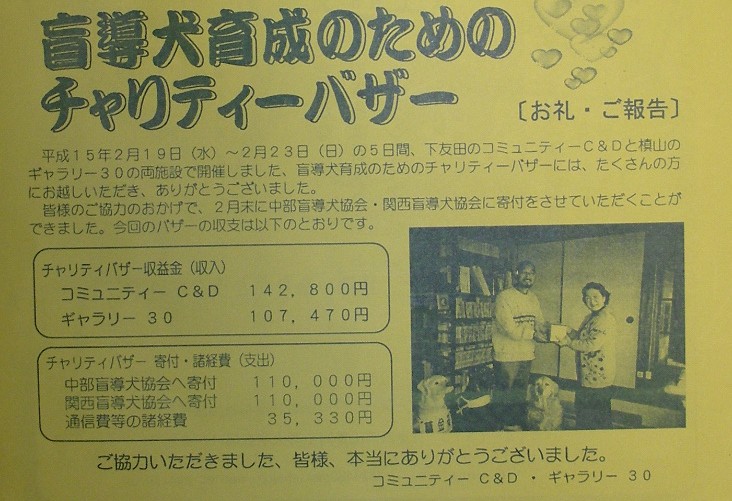 盲導犬育成のための
チャリティーバザー
〔お礼・ご報告〕
平成15年2月19日(水)～2月23日(日)の5日間、下友田のコミュニティーC&Dと槙山の
ギャラリー30の両施設で開催しました、盲導犬育成のためのチャリティーバザーには、たくさんの方
にお越しいただき、ありがとうございました。
皆様のご協力のおかげで、2月末に中部盲導犬協会・関西盲導犬協会に寄付をさせていただくことが
できました。今回のバザーの収支は以下のとおりです。
チャリティバザー収益金(収入)
コミュニティー C&D 142,800円
ギャラリー 30 107,470円
チャリティバザー 寄付・諸経費(支出)
中部盲導犬協会へ寄付 110,000円
関西盲導犬協会へ寄付 110,000円
通信費等の諸経費 35,330円
ご協力いただきました、皆様、本当にありがとうございました。
コミュニティー C&D ・ ギャラリー 30